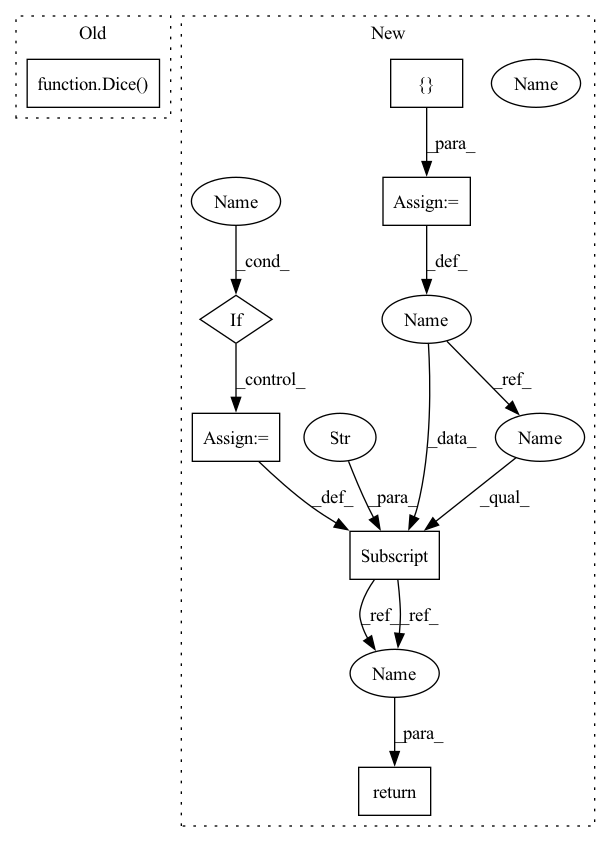 Old
New
function.Dice()
{}
Name
_para_
Name
Assign:=
_cond_
_def_
If
Name
_control_
_ref_
Assign:=
Str
_data_
Name
_def_
_para_
_qual_
Subscript
_ref_
_ref_
Name
_para_
return